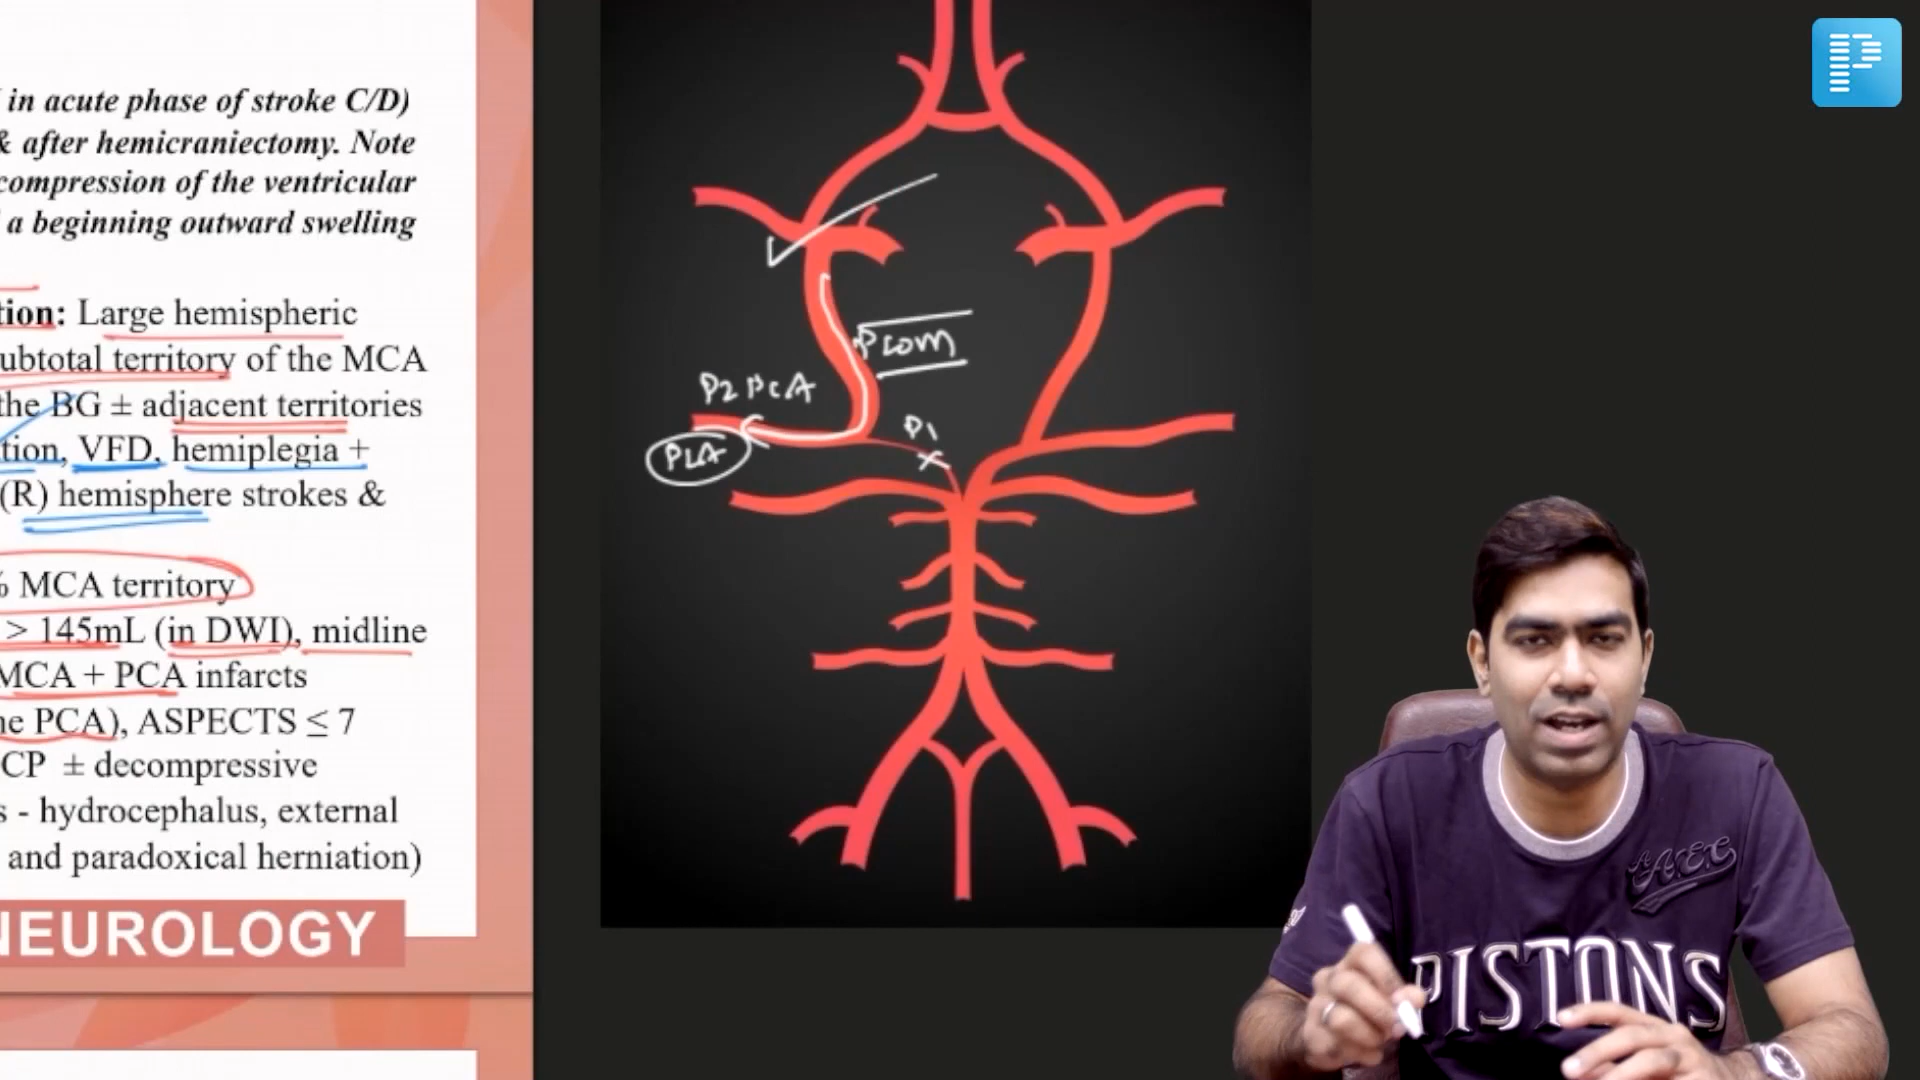 in acute phase of stroke C/D)
& after hemicraniectomy. Note
compression of the ventricular
a beginning outward swelling
tion: Large hemispheric
ubtotal territory of the MCA
the BG ± adjacent territories
tion, VFD, hemiplegia +
(R) hemisphere strokes &
% MCA territory
> 145mL (in DWI), midline
MCA + PCA infarcts
he PCA), ASPECTS ≤ 7
CP ± decompressive
s - hydrocephalus, external
and paradoxical herniation)
NEUROLOGY
Pcom
P2 PCA
P1
PLA
P
AAEC
PISTONS